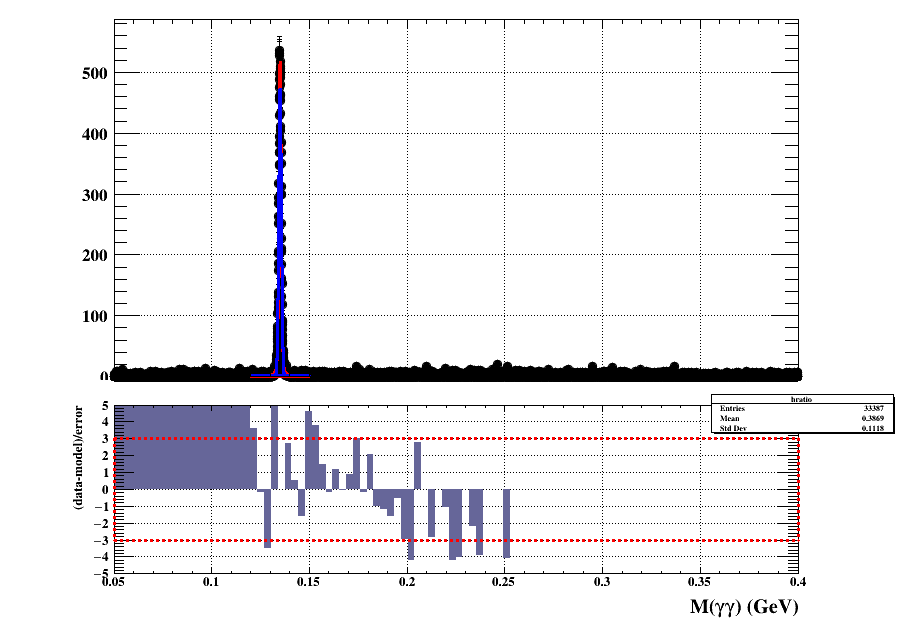 500
400
300
200
100
0
hratio
Entries 33387
Mean 0.3869
Std Dev 0.1118
(data-model)/error
5
4
3
2
1
0
−1
−2
−3
−4
−5
0.05 0.1 0.15 0.2 0.25 0.3 0.35 0.4
M(γγ) (GeV)